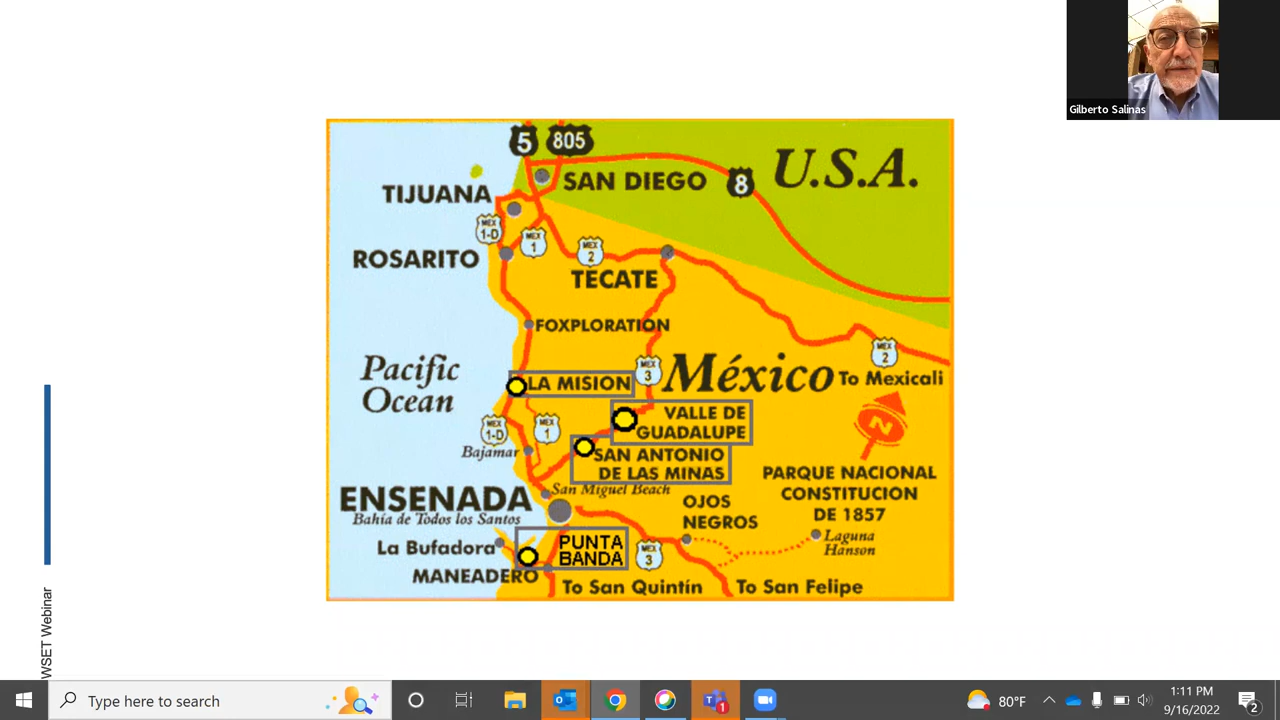 Gilberto Salinas
5
805
U.S.A.
SAN DIEGO
8
TIJUANA
MEX
1-D
MEX
1
MEX
2
ROSARITO
TECATE
FOXPLORATION
MEX
2
MEX
3
México
To Mexicali
Pacific
Ocean
LA MISION
N
VALLE DE
GUADALUPE
MEX
1-D
MEX
1
Bajamar
SAN ANTONIO
DE LAS MINAS
PARQUE NACIONAL
CONSTITUCION
DE 1857
San Miguel Beach
ENSENADA
Bahía de Todos los Santos
OJOS
NEGROS
Laguna
Hanson
La Bufadora
PUNTA
BANDA
MEX
3
MANEADERO
To San Quintín
To San Felipe
WSET Webinar
Type here to search
1
80°F
1:11 PM
9/16/2022
2